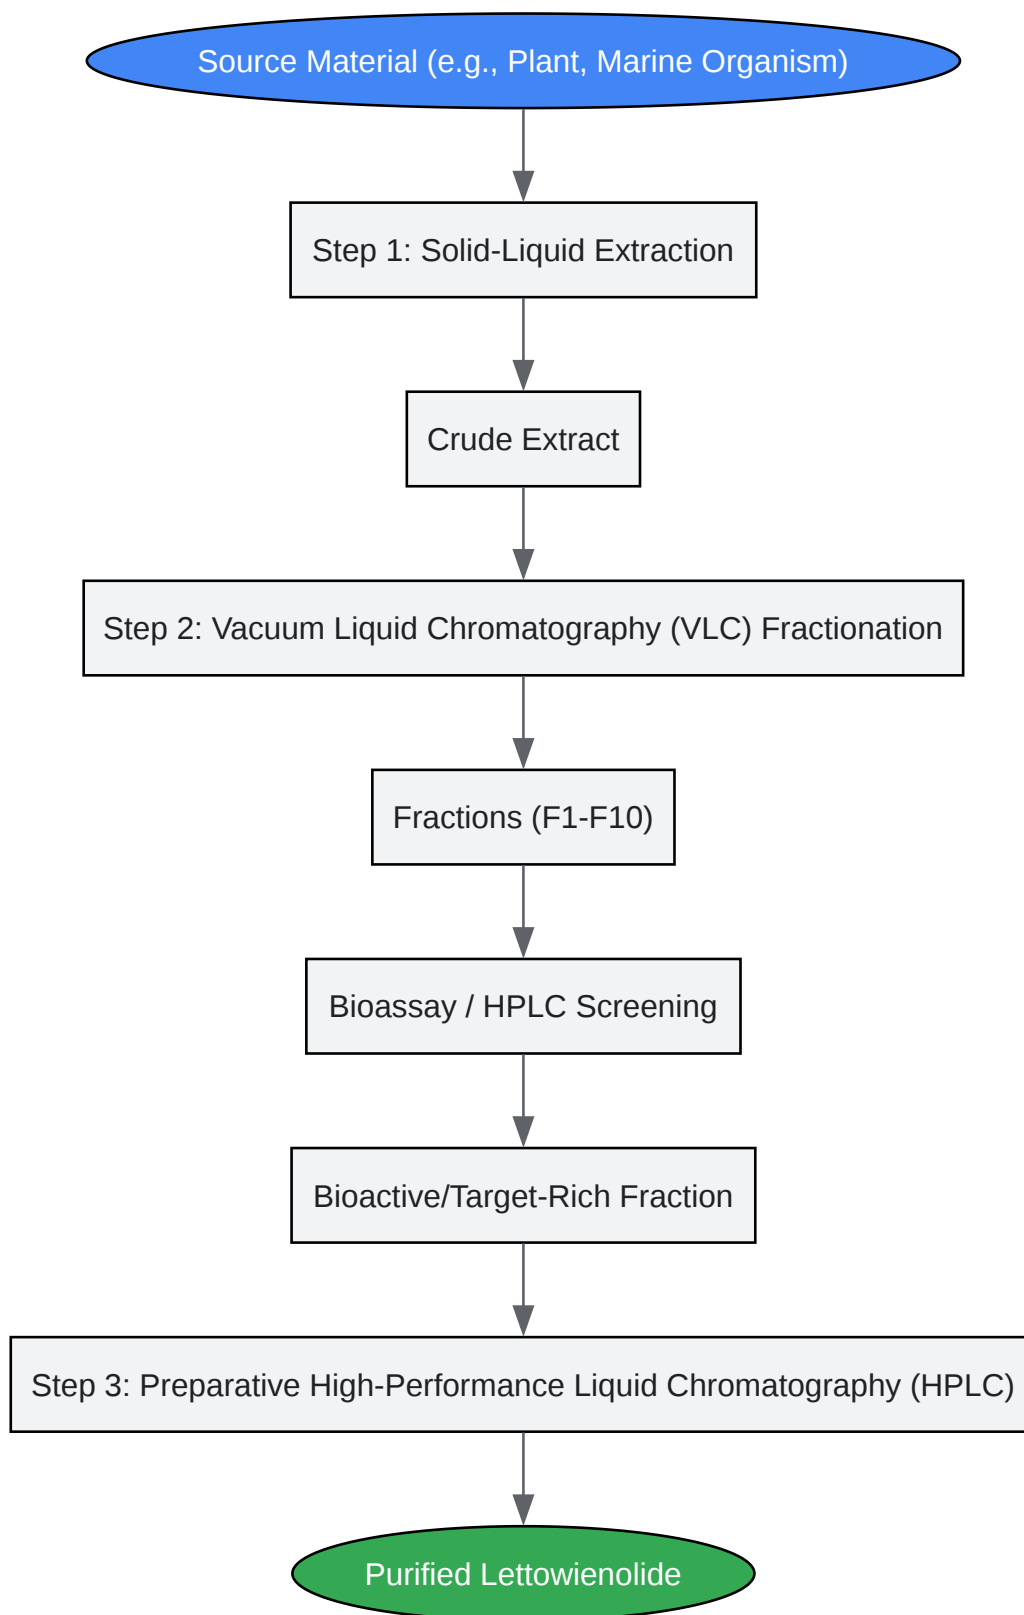 Source Material (e.g., Plant, Marine Organism)
Step 1: Solid-Liquid Extraction
Crude Extract
Step 2: Vacuum Liquid Chromatography (VLC) Fractionation
Fractions (F1-F10)
Bioassay / HPLC Screening
Bioactive/Target-Rich Fraction
Step 3: Preparative High-Performance Liquid Chromatography (HPLC)
Purified Lettowienolide